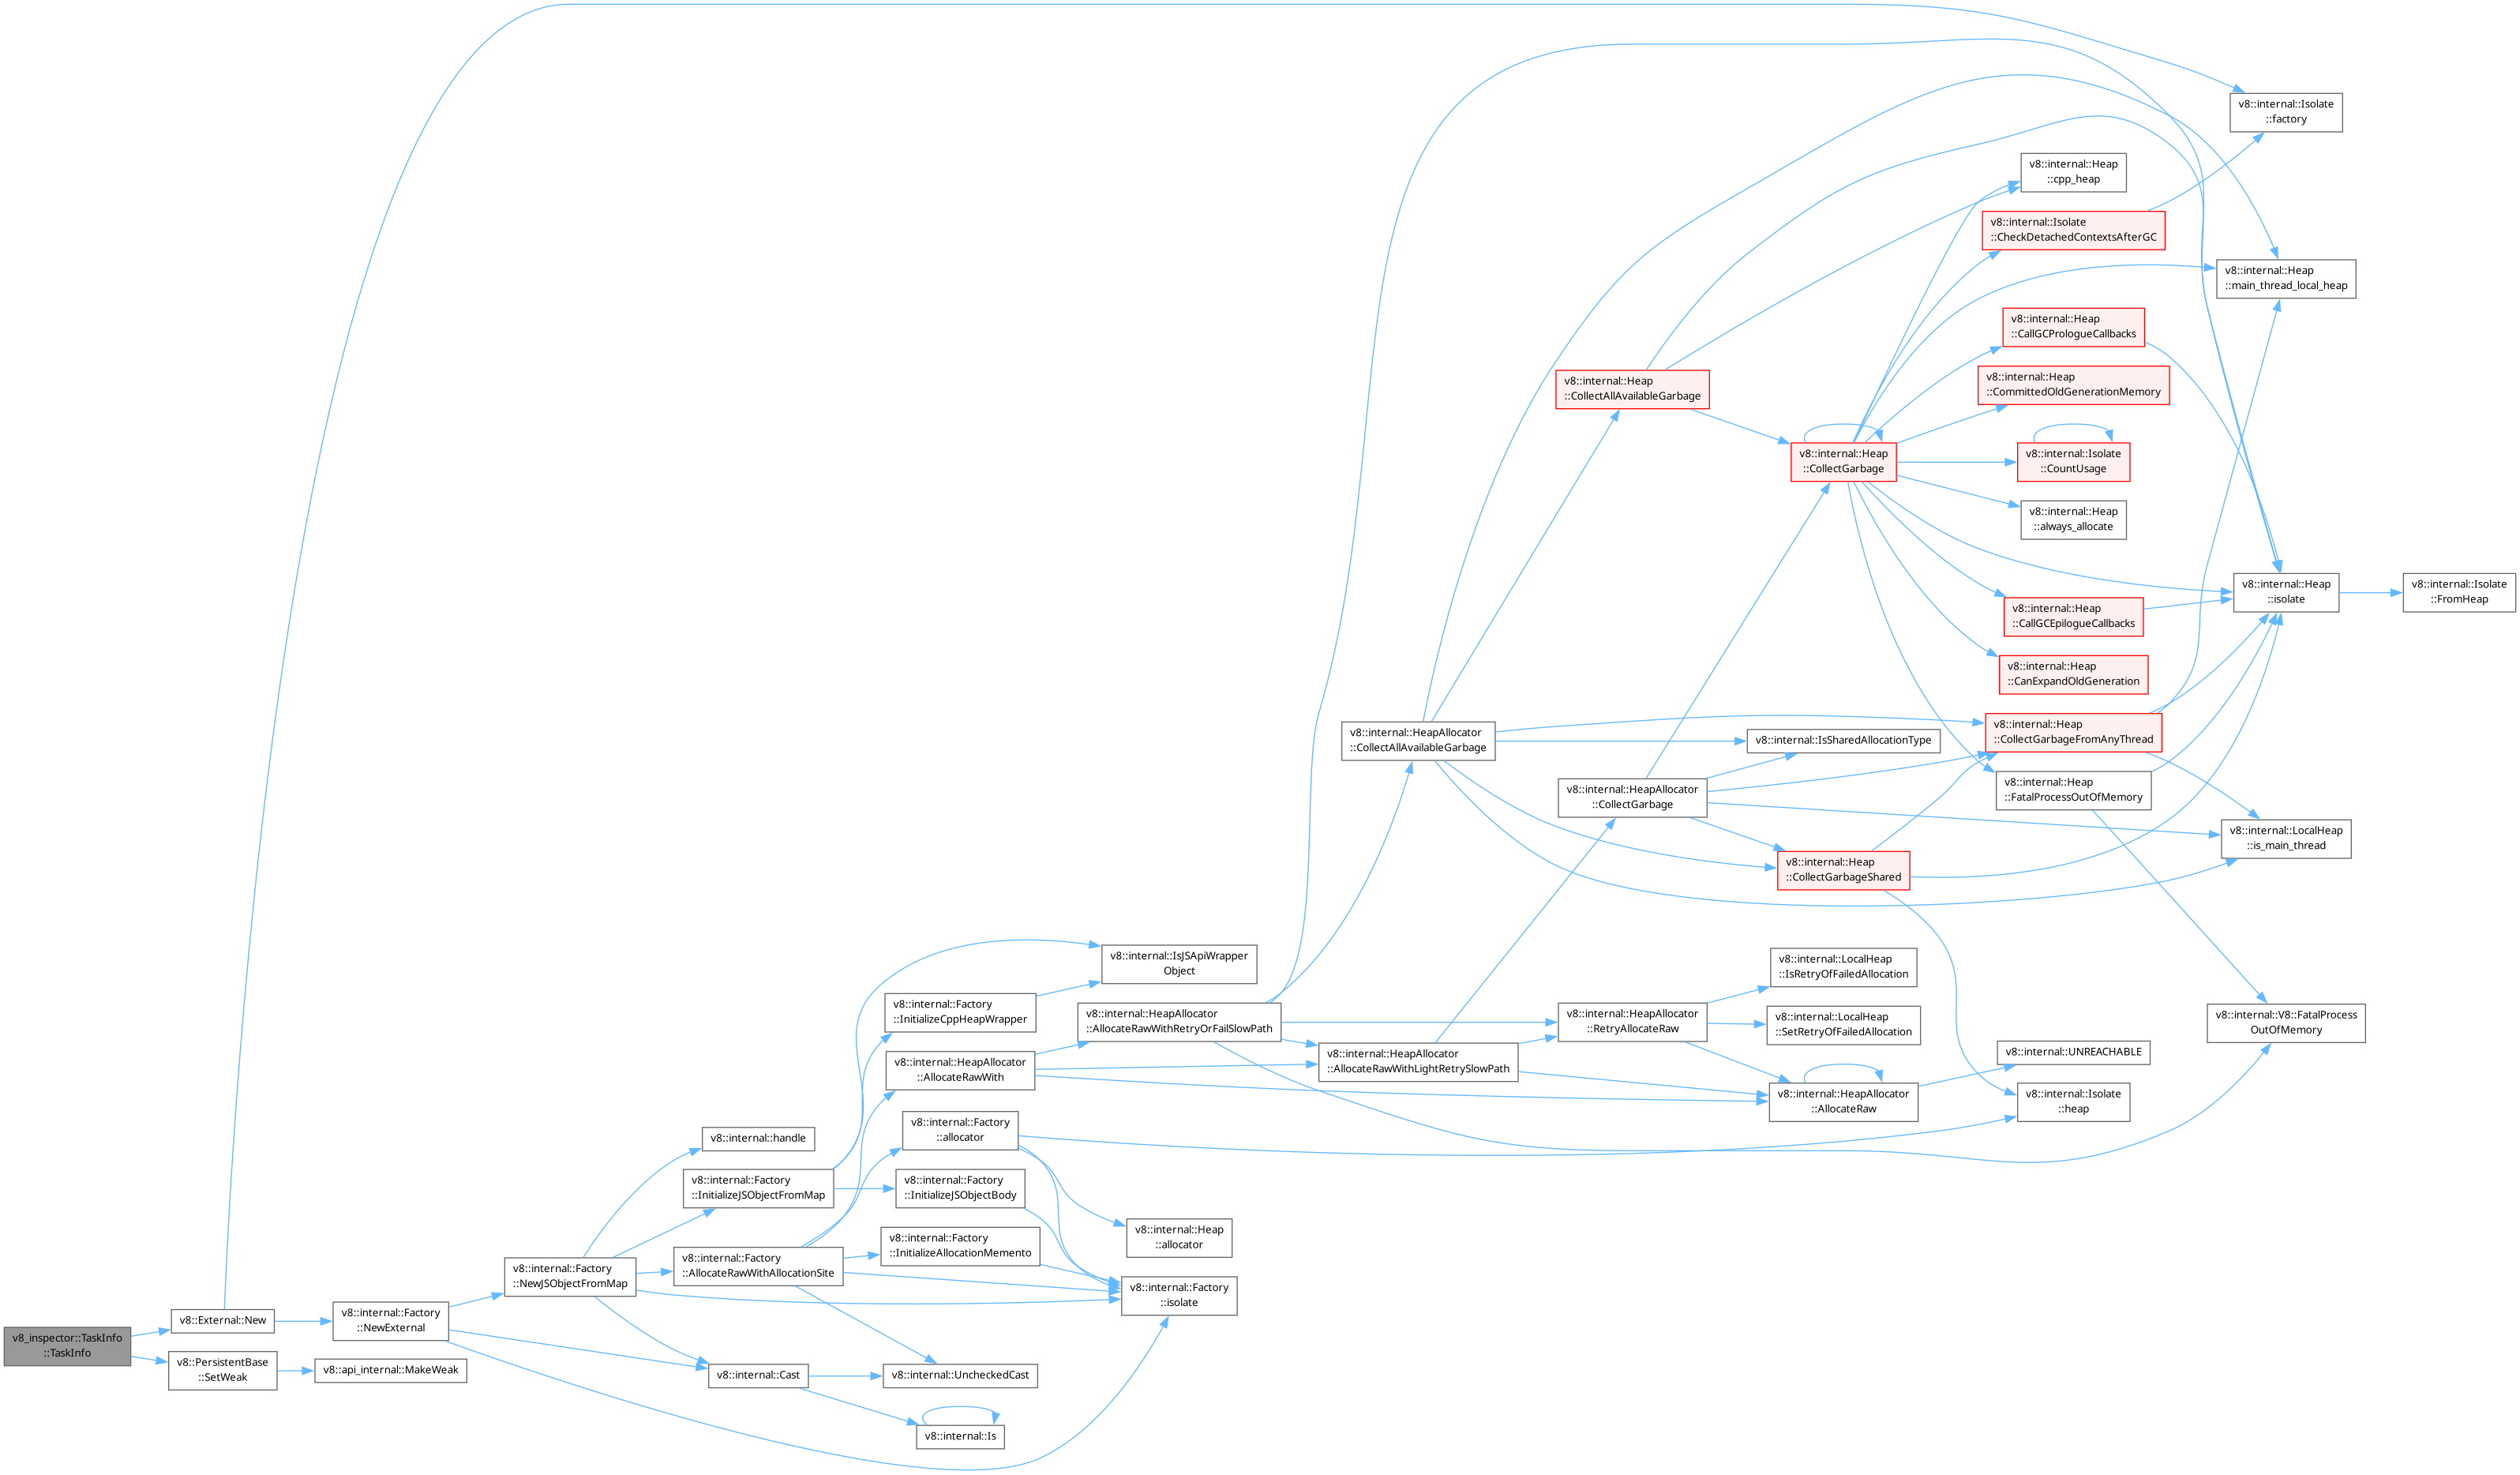 v8_inspector::TaskInfo
::TaskInfo
v8::External::New
v8::PersistentBase
::SetWeak
v8::internal::Factory
::NewExternal
v8::api_internal::MakeWeak
v8::internal::Factory
::NewJSObjectFromMap
v8::internal::handle
v8::internal::Factory
::InitializeJSObjectFromMap
v8::internal::Factory
::AllocateRawWithAllocationSite
v8::internal::Cast
v8::internal::Factory
::InitializeCppHeapWrapper
v8::internal::HeapAllocator
::AllocateRawWith
v8::internal::Factory
::allocator
v8::internal::Factory
::InitializeJSObjectBody
v8::internal::Factory
::InitializeAllocationMemento
v8::internal::UncheckedCast
v8::internal::Is
v8::internal::IsJSApiWrapper
Object
v8::internal::HeapAllocator
::AllocateRawWithRetryOrFailSlowPath
v8::internal::Heap
::allocator
v8::internal::Factory
::isolate
v8::internal::HeapAllocator
::CollectAllAvailableGarbage
v8::internal::HeapAllocator
::AllocateRawWithLightRetrySlowPath
v8::internal::Heap
::CollectAllAvailableGarbage
v8::internal::HeapAllocator
::CollectGarbage
v8::internal::HeapAllocator
::RetryAllocateRaw
v8::internal::Heap
::CollectGarbage
v8::internal::IsSharedAllocationType
v8::internal::Heap
::CollectGarbageShared
v8::internal::LocalHeap
::IsRetryOfFailedAllocation
v8::internal::LocalHeap
::SetRetryOfFailedAllocation
v8::internal::HeapAllocator
::AllocateRaw
v8::internal::Heap
::cpp_heap
v8::internal::Isolate
::CheckDetachedContextsAfterGC
v8::internal::Heap
::CallGCPrologueCallbacks
v8::internal::Heap
::CommittedOldGenerationMemory
v8::internal::Isolate
::CountUsage
v8::internal::Heap
::always_allocate
v8::internal::Heap
::CallGCEpilogueCallbacks
v8::internal::Heap
::CanExpandOldGeneration
v8::internal::Heap
::CollectGarbageFromAnyThread
v8::internal::Heap
::FatalProcessOutOfMemory
v8::internal::UNREACHABLE
v8::internal::Isolate
::heap
v8::internal::Isolate
::factory
v8::internal::Heap
::main_thread_local_heap
v8::internal::Heap
::isolate
v8::internal::LocalHeap
::is_main_thread
v8::internal::V8::FatalProcess
OutOfMemory
v8::internal::Isolate
::FromHeap